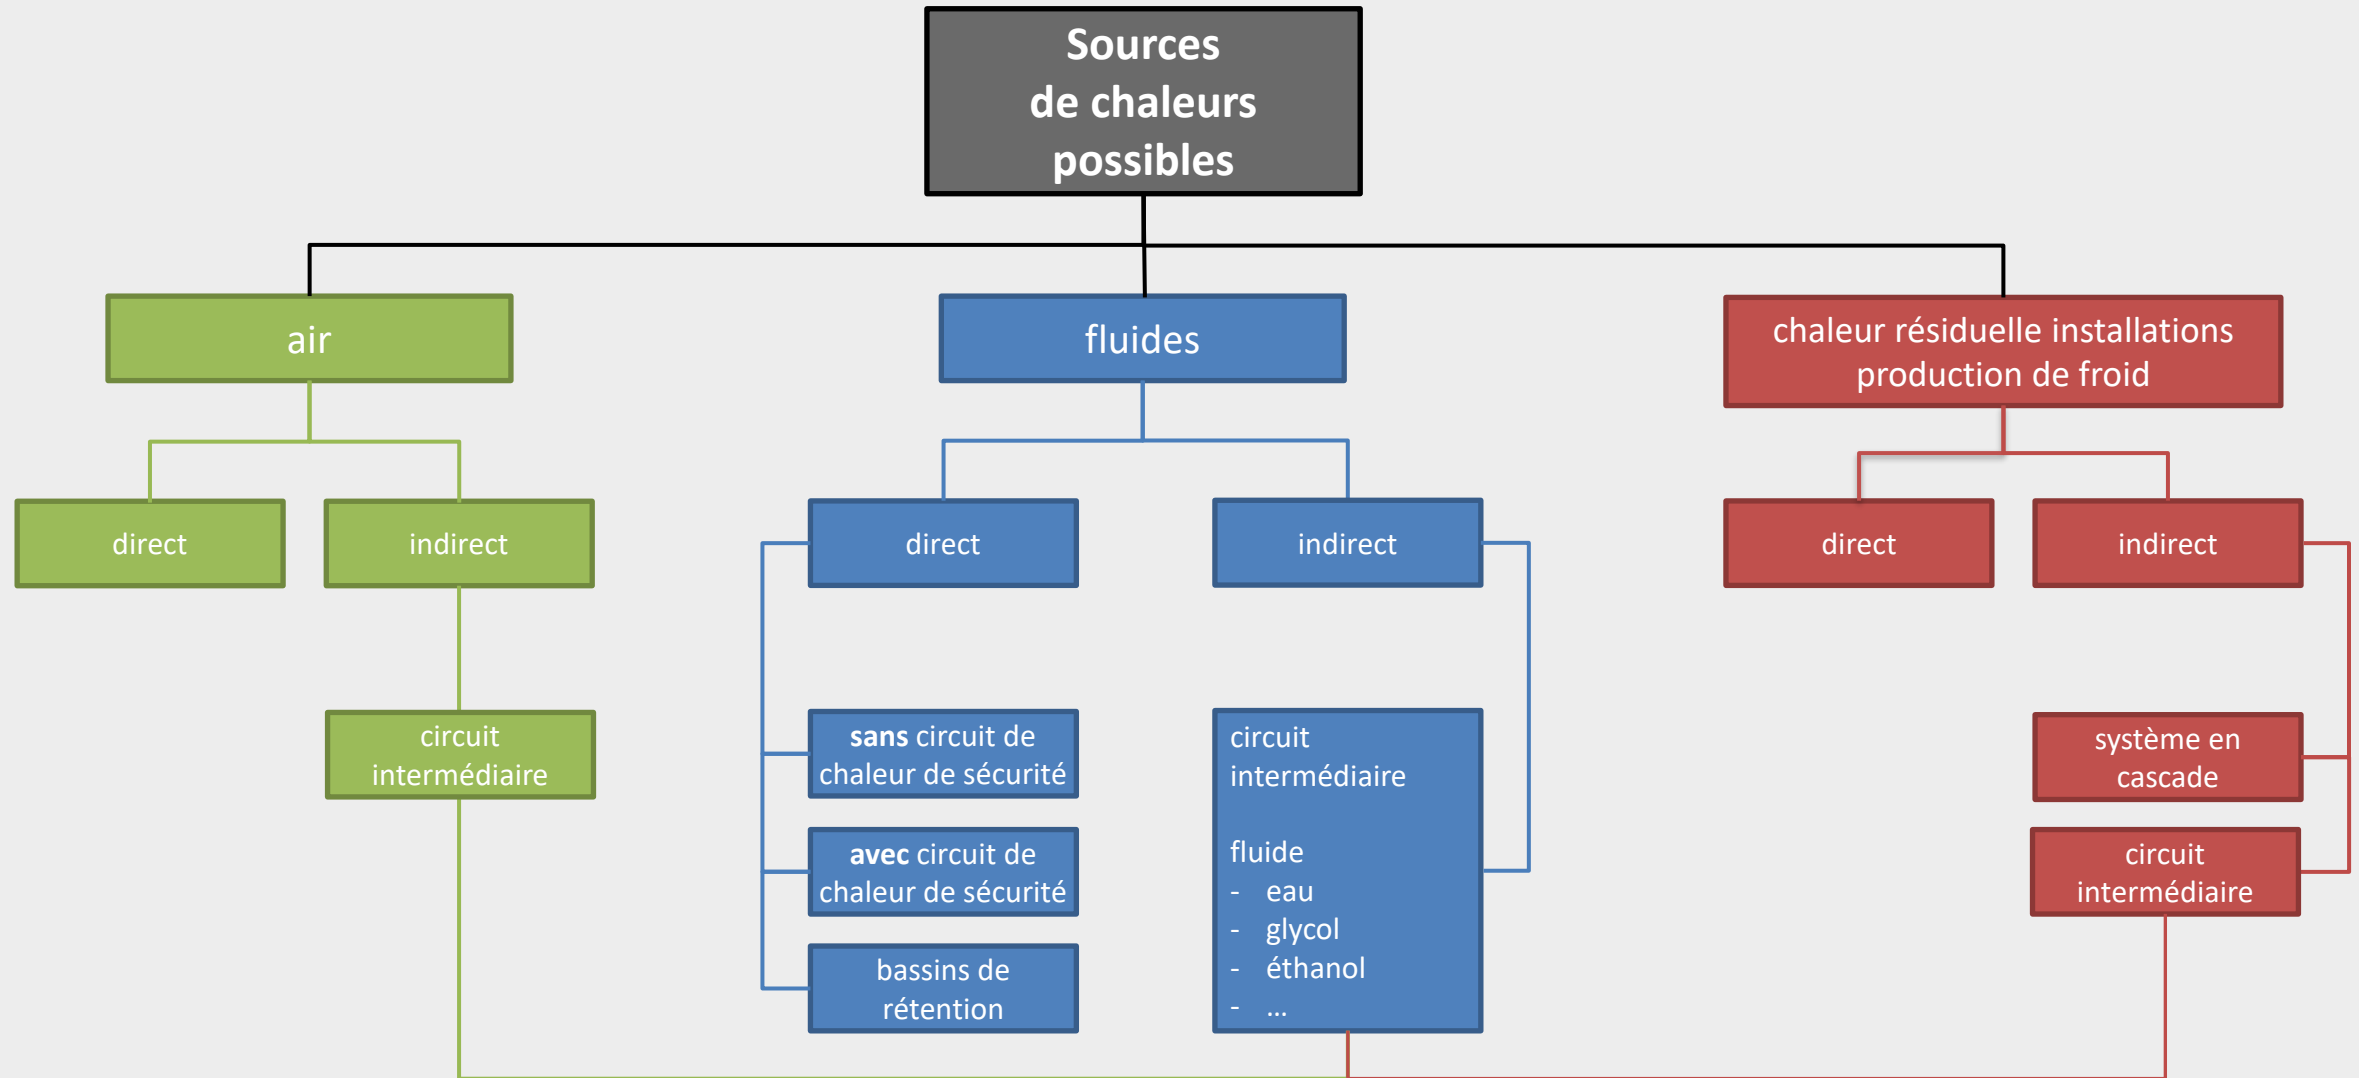 Sources
de chaleurs
possibles
air
fluides
chaleur résiduelle installations
production de froid
direct
indirect
direct
indirect
direct
indirect
circuit
intermédiaire
sans circuit de
chaleur de sécurité
avec circuit de
chaleur de sécurité
bassins de
rétention
circuit
intermédiaire
fluide
- eau
- glycol
- éthanol
- ...
système en
cascade
circuit
intermédiaire